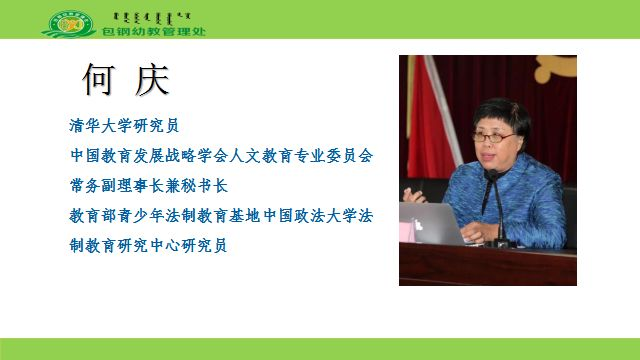 包钢幼教管理处
何 庆
清华大学研究员
中国教育发展战略学会人文教育专业委员会
常务副理事长兼秘书长
教育部青少年法制教育基地中国政法大学法
制教育研究中心研究员